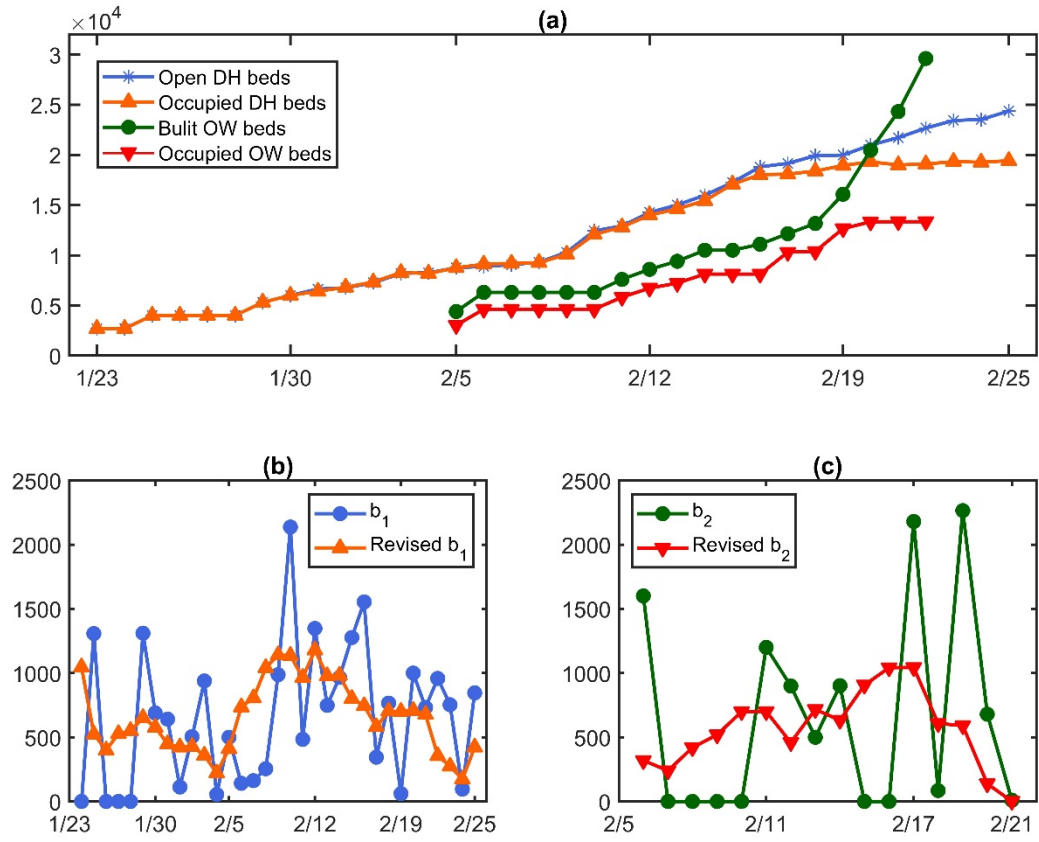 (a)
×10⁴
3
2.5
2
1.5
1
0.5
0
Open DH beds
Occupied DH beds
Bulit OW beds
Occupied OW beds
1/23 1/30 2/5 2/12 2/19 2/25
(b)
2500
2000
1500
1000
500
0
b₁
Revised b₁
1/23 1/30 2/5 2/12 2/19 2/25
(c)
2500
2000
1500
1000
500
0
b₂
Revised b₂
2/5 2/11 2/17 2/21